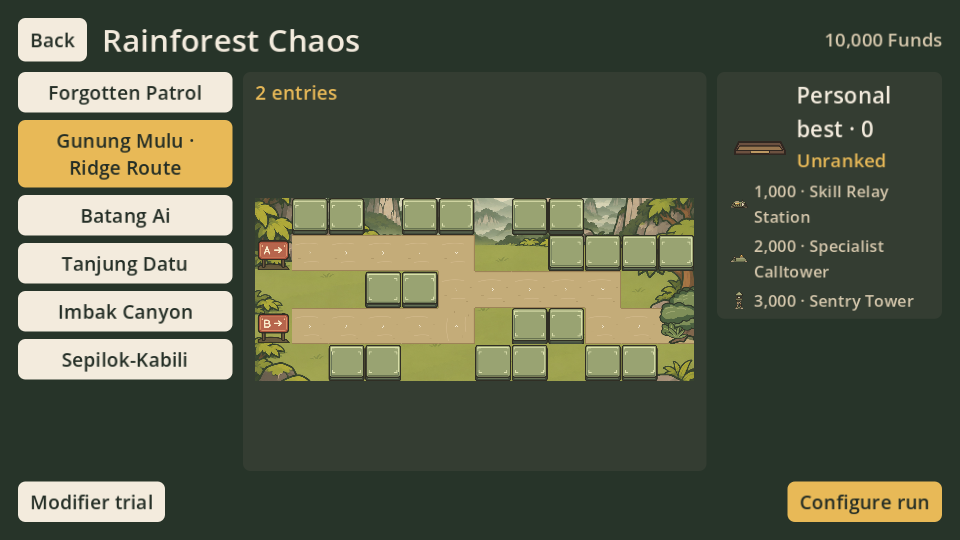 Back
Rainforest Chaos
10,000 Funds
Forgotten Patrol
Gunung Mulu ·
Ridge Route
Batang Ai
Tanjung Datu
Imbak Canyon
Sepilok-Kabili
2 entries
A →
B →
Personal
best · 0
Unranked
1,000 · Skill Relay
Station
2,000 · Specialist
Calltower
3,000 · Sentry Tower
Modifier trial
Configure run